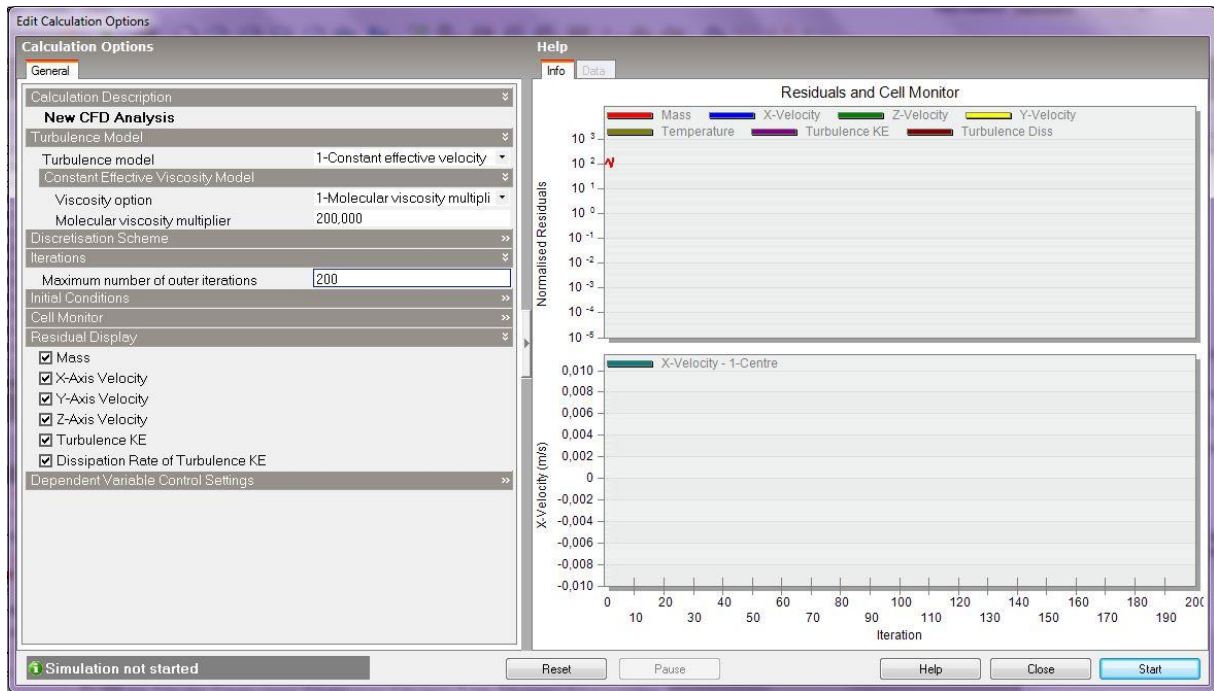 Edit Calculation Options
Calculation Options
General
Calculation Description
New CFD Analysis
Turbulence Model
Turbulence model 1-Constant effective velocity
Constant Effective Viscosity Model
Viscosity option 1-Molecular viscosity multipli
Molecular viscosity multiplier 200,000
Discretisation Scheme
Iterations
Maximum number of outer iterations 200
Initial Conditions
Cell Monitor
Residual Display
Mass
X-Axis Velocity
Y-Axis Velocity
Z-Axis Velocity
Turbulence KE
Dissipation Rate of Turbulence KE
Dependent Variable Control Settings
Simulation not started
Help
Info Data
Residuals and Cell Monitor
Mass X-Velocity Z-Velocity Y-Velocity
Temperature Turbulence KE Turbulence Diss
Normalised Residuals
10 3
10 2
10 1
10 0
10 -1
10 -2
10 -3
10 -4
10 -5
X-Velocity - 1-Centre
X-Velocity (m/s)
0,010
0,008
0,006
0,004
0,002
0
-0,002
-0,004
-0,006
-0,008
-0,010
0 20 40 60 80 100 120 140 160 180 200
10 30 50 70 90 110 130 150 170 190
Iteration
Reset Pause Help Close Start